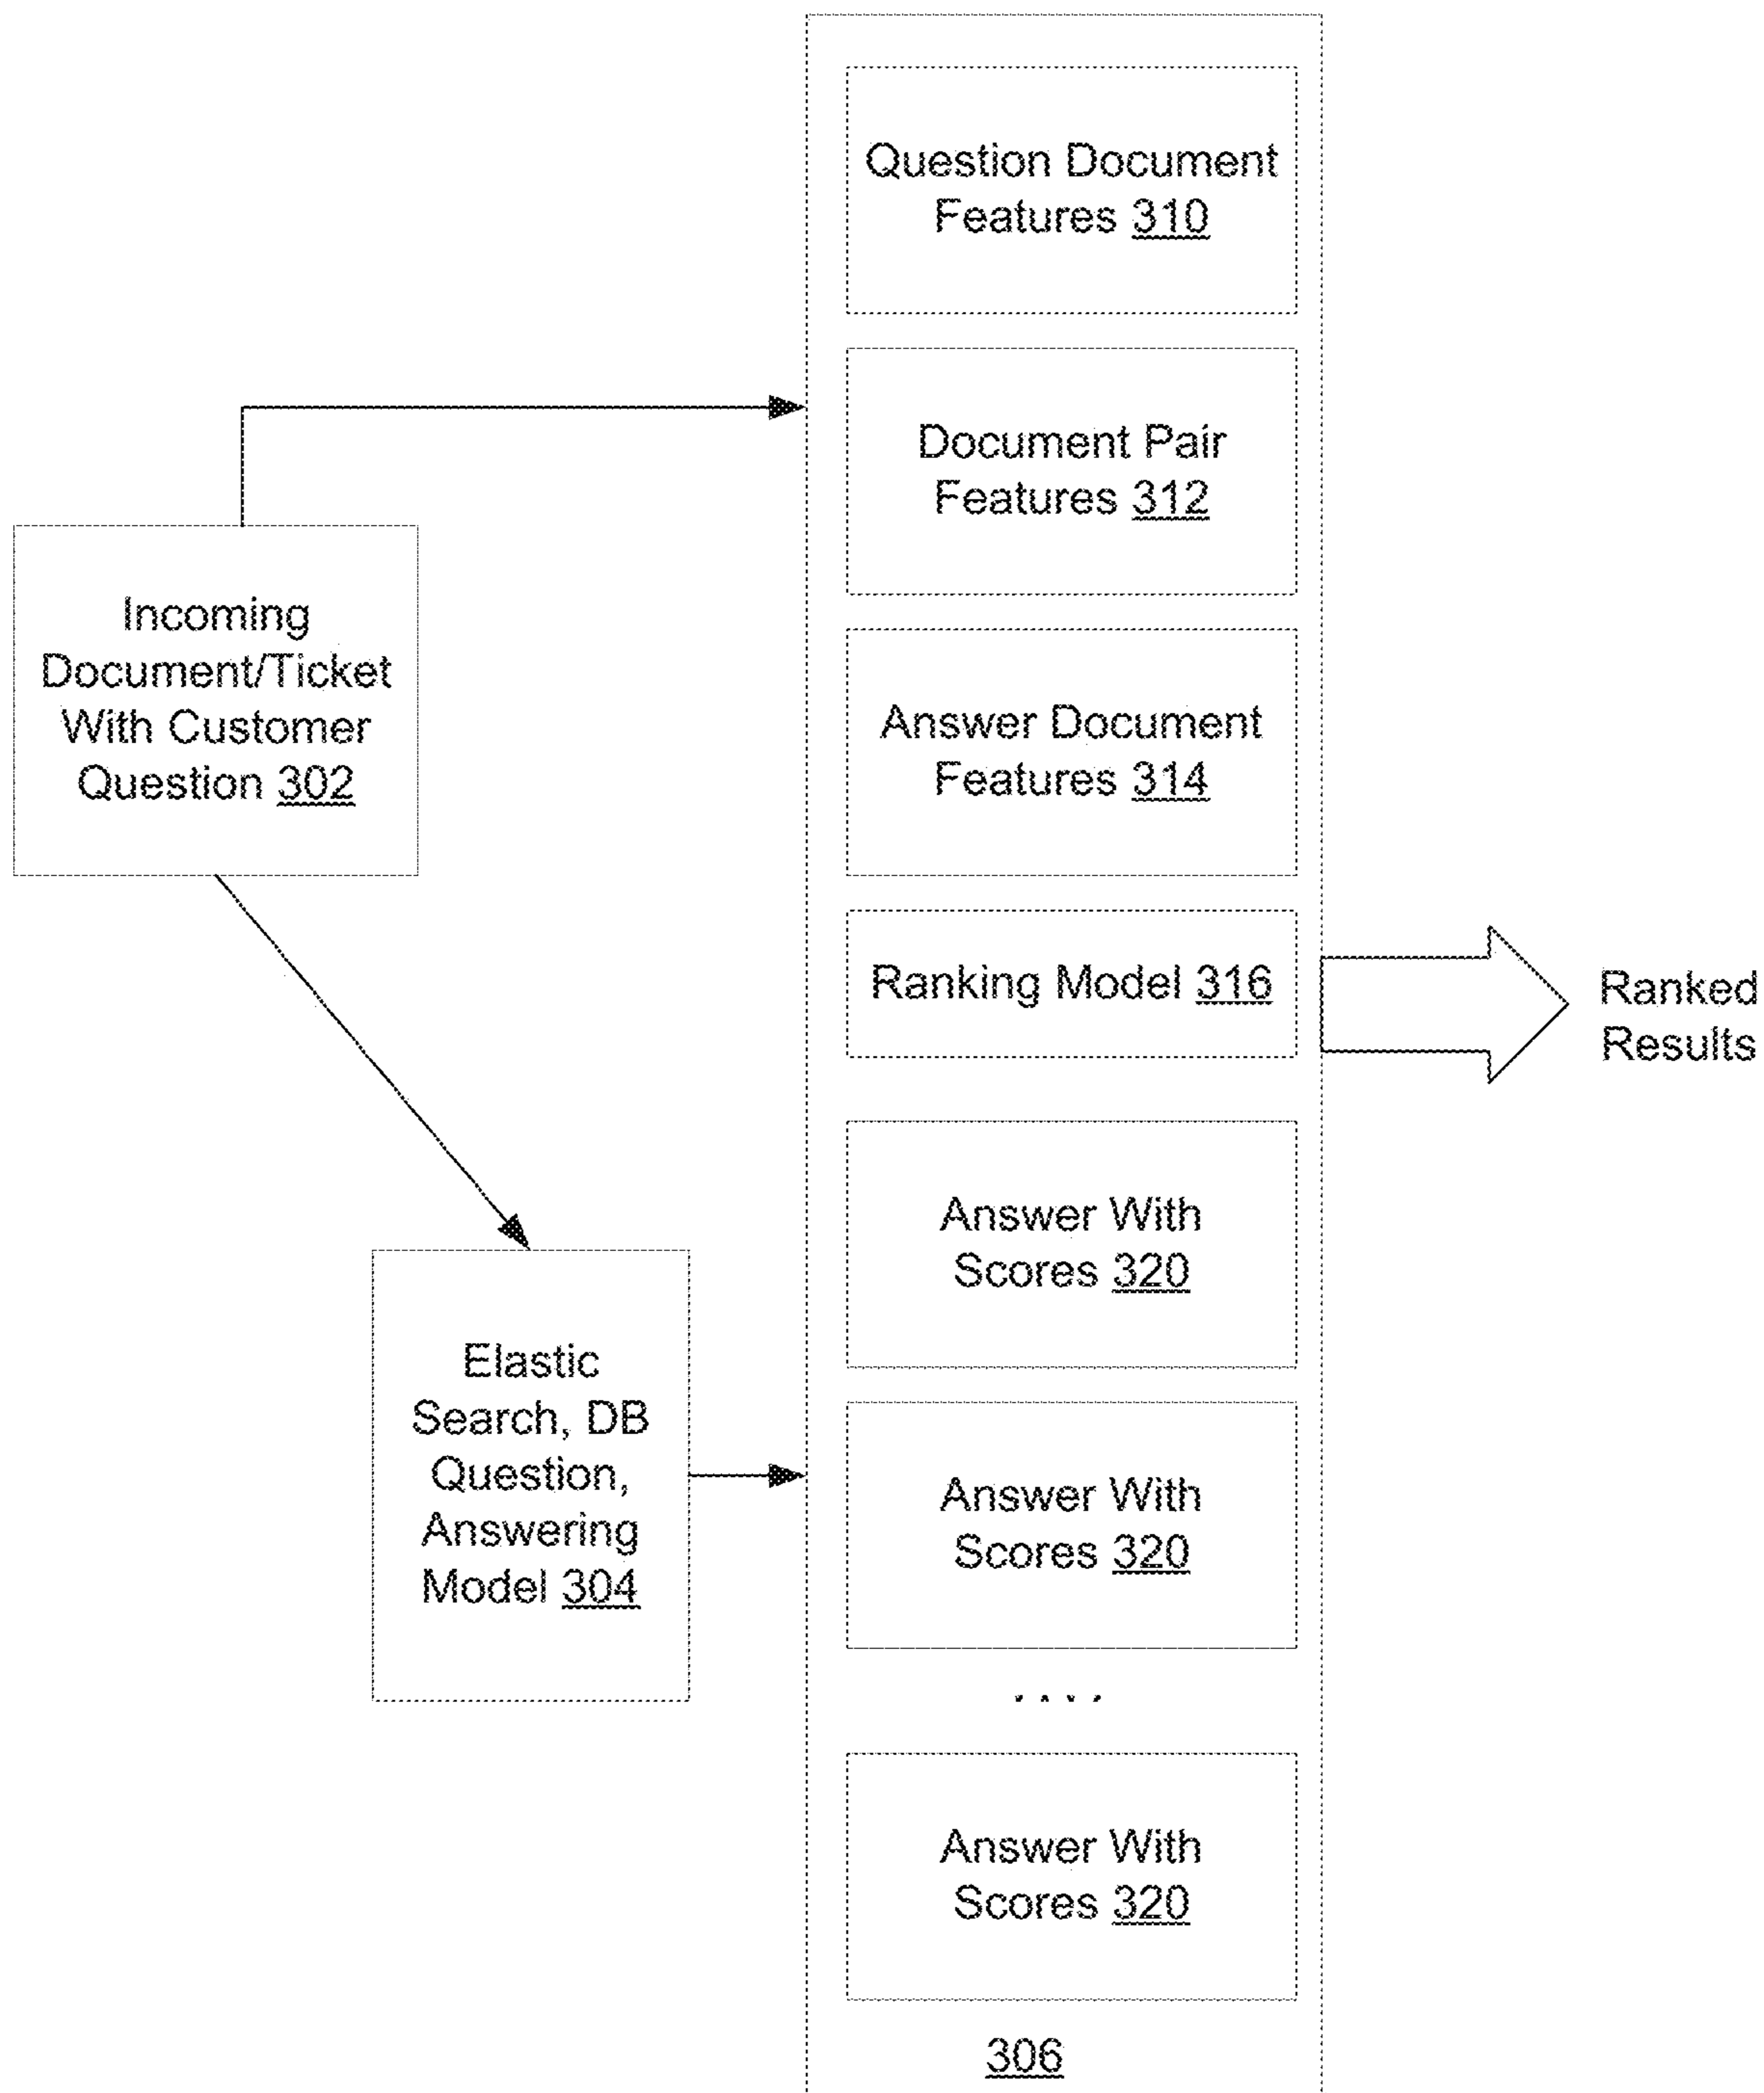 Question Document
Features 310
Document Pair
Features 312
Incoming
Document/Ticket
With Customer
Question 302
Answer Document
Features 314
Ranking Model 316
Ranked
Results
Answer With
Scores 320
Elastic
Search, DB
Question,
Answering
Model 304
Answer With
Scores 320
....
Answer With
Scores 320
306